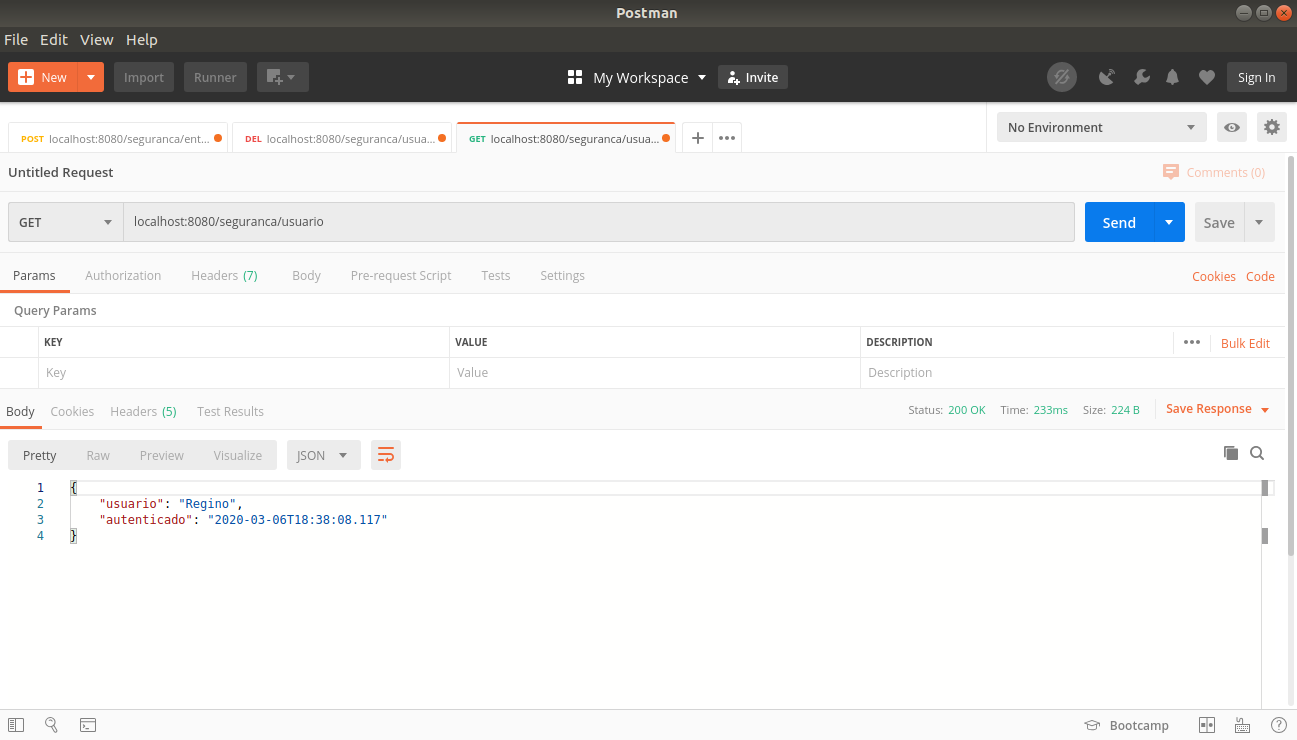 Postman
File Edit View Help
New Import Runner My Workspace Invite Sign In
POST localhost:8080/seguranca/ent... DEL localhost:8080/seguranca/usua... GET localhost:8080/seguranca/usua... No Environment
Untitled Request Comments (0)
GET localhost:8080/seguranca/usuario Send Save
Params Authorization Headers (7) Body Pre-request Script Tests Settings Cookies Code
Query Params
KEY VALUE DESCRIPTION Bulk Edit
Key Value Description
Body Cookies Headers (5) Test Results Status: 200 OK Time: 233ms Size: 224 B Save Response
Pretty Raw Preview Visualize JSON
1 {
2 "usuario": "Regino",
3 "autenticado": "2020-03-06T18:38:08.117"
4 }
Bootcamp